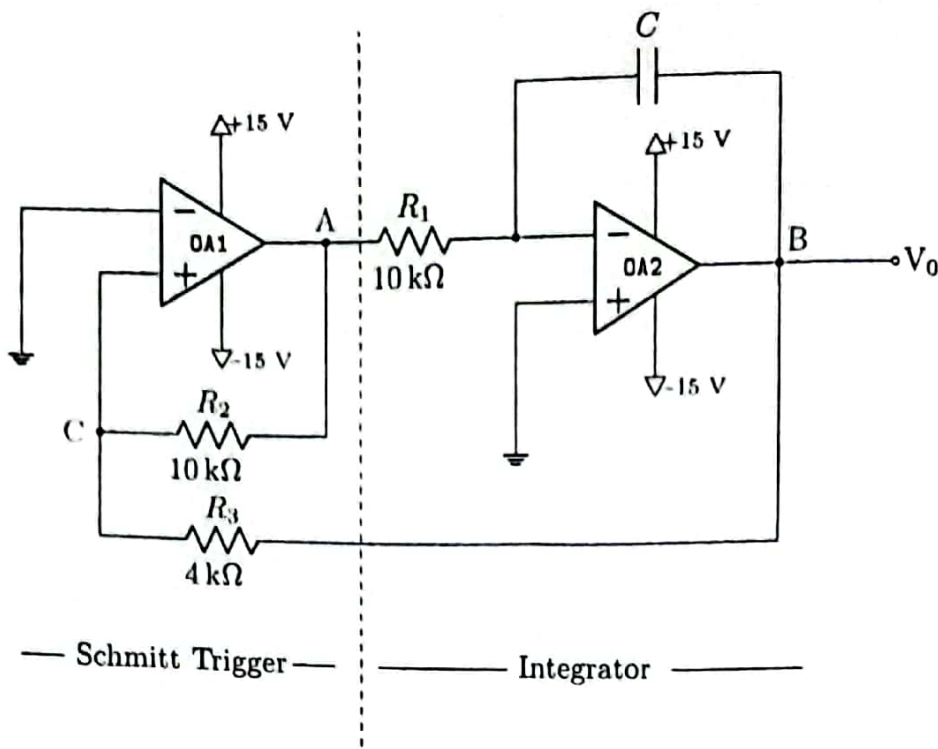 C
+15 V
+15 V
A
R₁
B
−
OA1
+
10 kΩ
−
OA2
+
V₀
-15 V
-15 V
R₂
C
10 kΩ
R₃
4 kΩ
Schmitt Trigger
Integrator